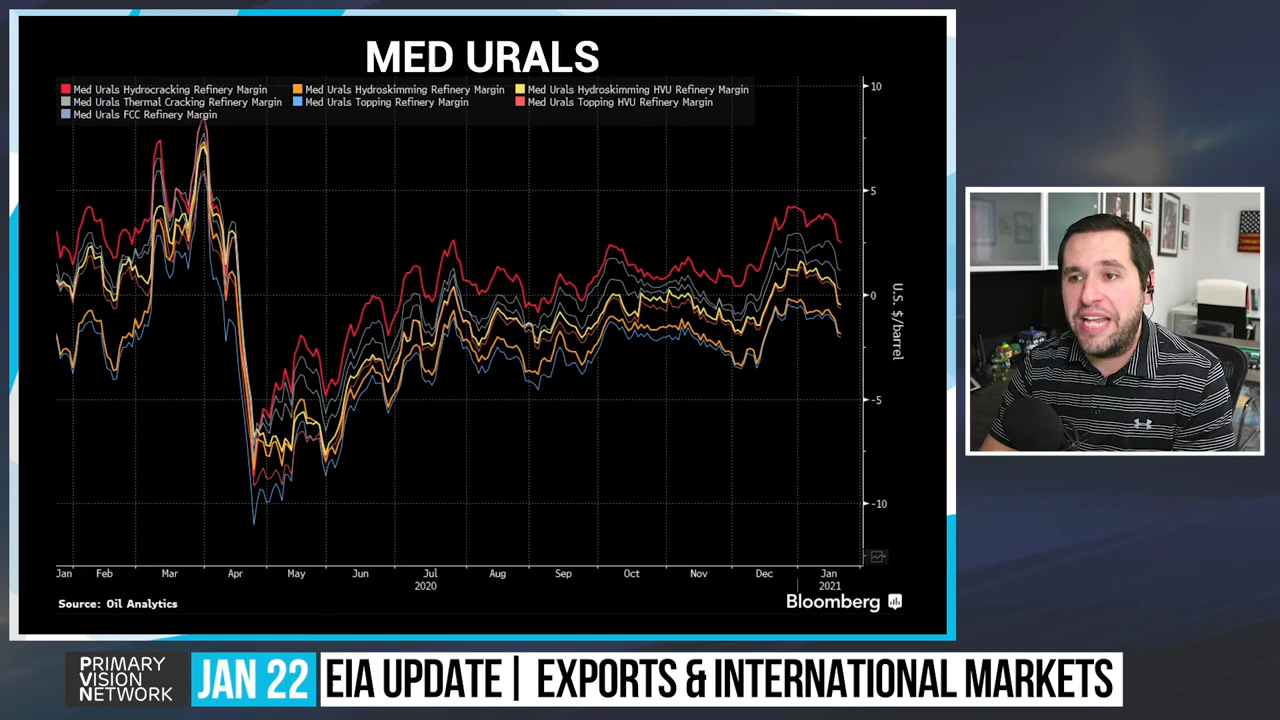 MED URALS
Med Urals Hydrocracking Refinery Margin
Med Urals Hydroskimming Refinery Margin
Med Urals Hydroskimming HVU Refinery Margin
Med Urals Thermal Cracking Refinery Margin
Med Urals Topping Refinery Margin
Med Urals Topping HVU Refinery Margin
Med Urals FCC Refinery Margin
10
5
0
-5
-10
U.S. $/barrel
Jan Feb Mar Apr May Jun Jul Aug Sep Oct Nov Dec Jan
2020 2021
Source: Oil Analytics
Bloomberg
PRIMARY
VISION
NETWORK
JAN 22
EIA UPDATE | EXPORTS & INTERNATIONAL MARKETS